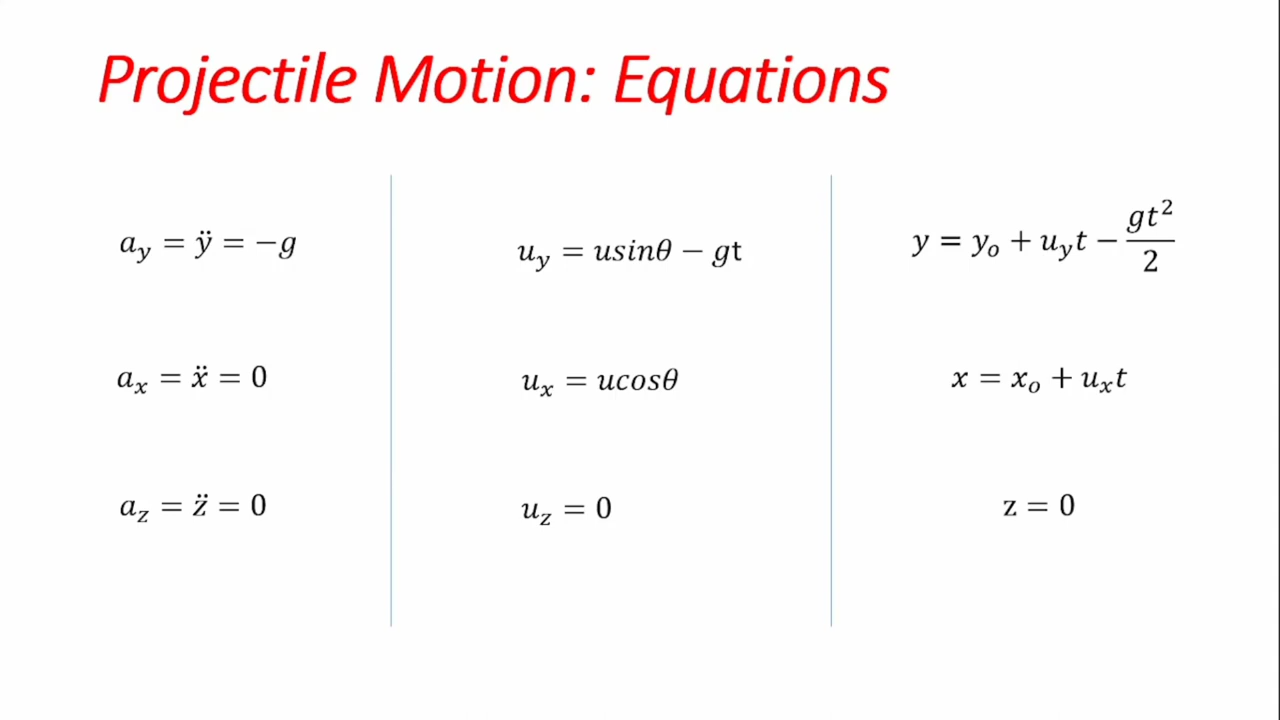 Projectile Motion: Equations
a_y = ÿ = −g
u_y = usinθ − gt
y = y_o + u_y t − gt²/2
a_x = ẍ = 0
u_x = ucosθ
x = x_o + u_x t
a_z = z̈ = 0
u_z = 0
z = 0